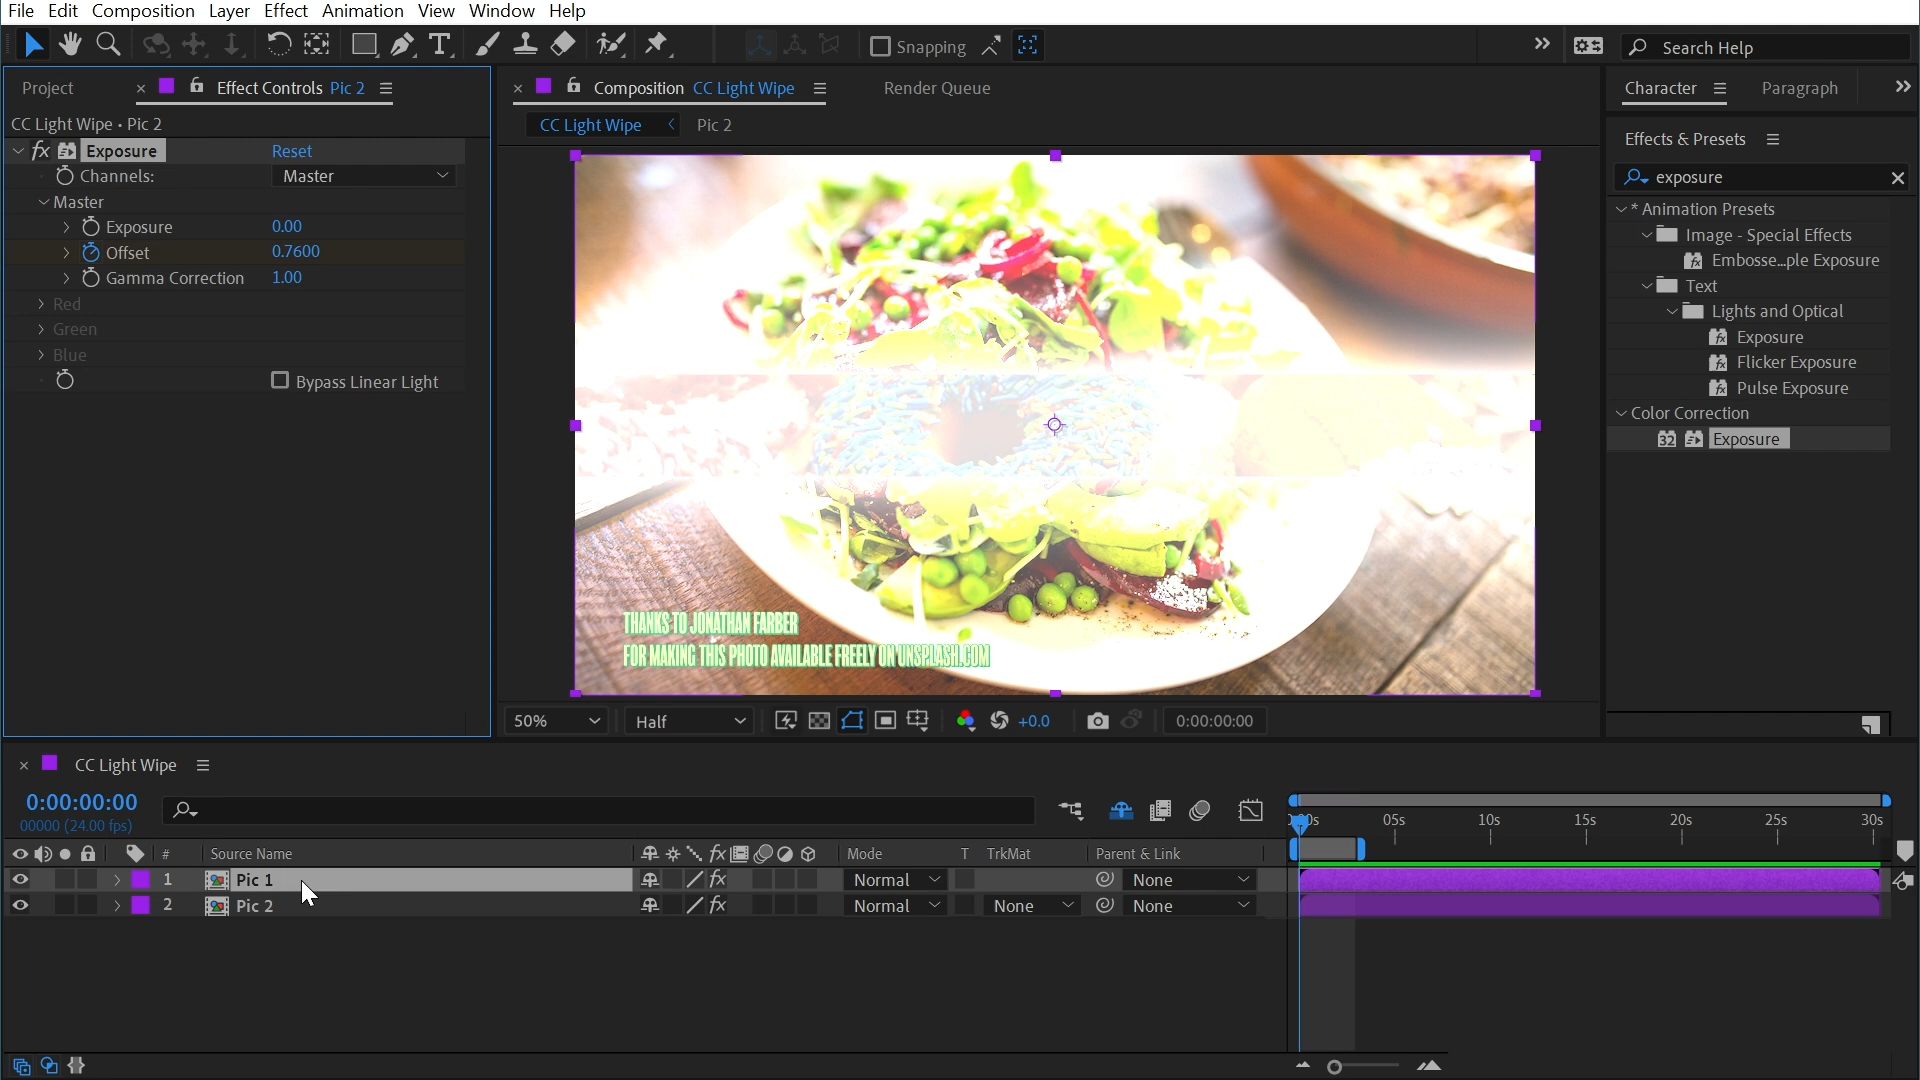 File Edit Composition Layer Effect Animation View Window Help
Snapping
Search Help
Project
× Effect Controls Pic 2
× Composition CC Light Wipe
Render Queue
Character
Paragraph
CC Light Wipe • Pic 2
CC Light Wipe
Pic 2
fx Exposure Reset
Channels: Master
Master
Exposure 0.00
Offset 0.7600
Gamma Correction 1.00
Red
Green
Blue
Bypass Linear Light
THANKS TO JONATHAN FARBER
FOR MAKING THIS PHOTO AVAILABLE FREELY ON UNSPLASH.COM
50%
Half
+0.0
0:00:00:00
Effects & Presets
exposure
* Animation Presets
Image - Special Effects
Embosse...ple Exposure
Text
Lights and Optical
Exposure
Flicker Exposure
Pulse Exposure
Color Correction
32 Exposure
× CC Light Wipe
0:00:00:00
00000 (24.00 fps)
# Source Name
fx
Mode
T TrkMat
Parent & Link
05s 10s 15s 20s 25s 30s
1 Pic 1 fx Normal None
2 Pic 2 fx Normal None None